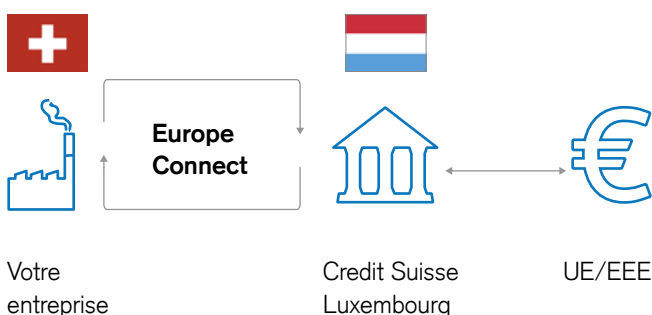 Europe
Connect
Votre
entreprise
Credit Suisse
Luxembourg
UE/EEE